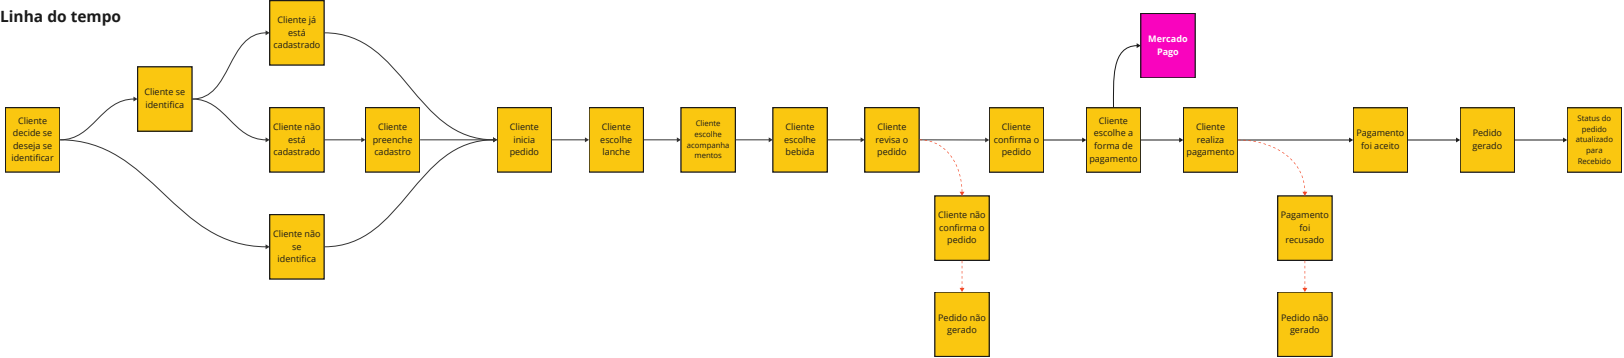 Linha do tempo
Cliente
decide se
deseja se
identificar
Cliente se
identifica
Cliente já
está
cadastrado
Cliente não
está
cadastrado
Cliente
preenche
cadastro
Cliente não
se
identifica
Cliente
inicia
pedido
Cliente
escolhe
lanche
Cliente
escolhe
acompanha
mentos
Cliente
escolhe
bebida
Cliente
revisa o
pedido
Cliente
confirma o
pedido
Cliente não
confirma o
pedido
Pedido não
gerado
Cliente
escolhe a
forma de
pagamento
Mercado
Pago
Cliente
realiza
pagamento
Pagamento
foi
recusado
Pedido não
gerado
Pagamento
foi aceito
Pedido
gerado
Status do
pedido
atualizado
para
Recebido